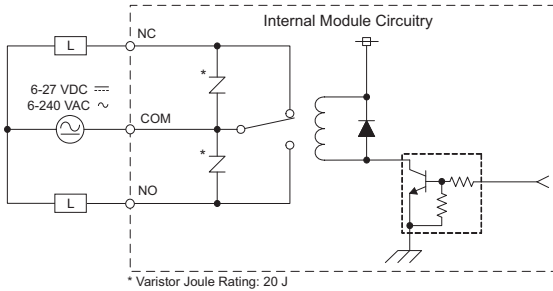 Internal Module Circuitry
NC
L
*
6-27 VDC ⎓
6-240 VAC ∿
COM
*
NO
L
* Varistor Joule Rating: 20 J